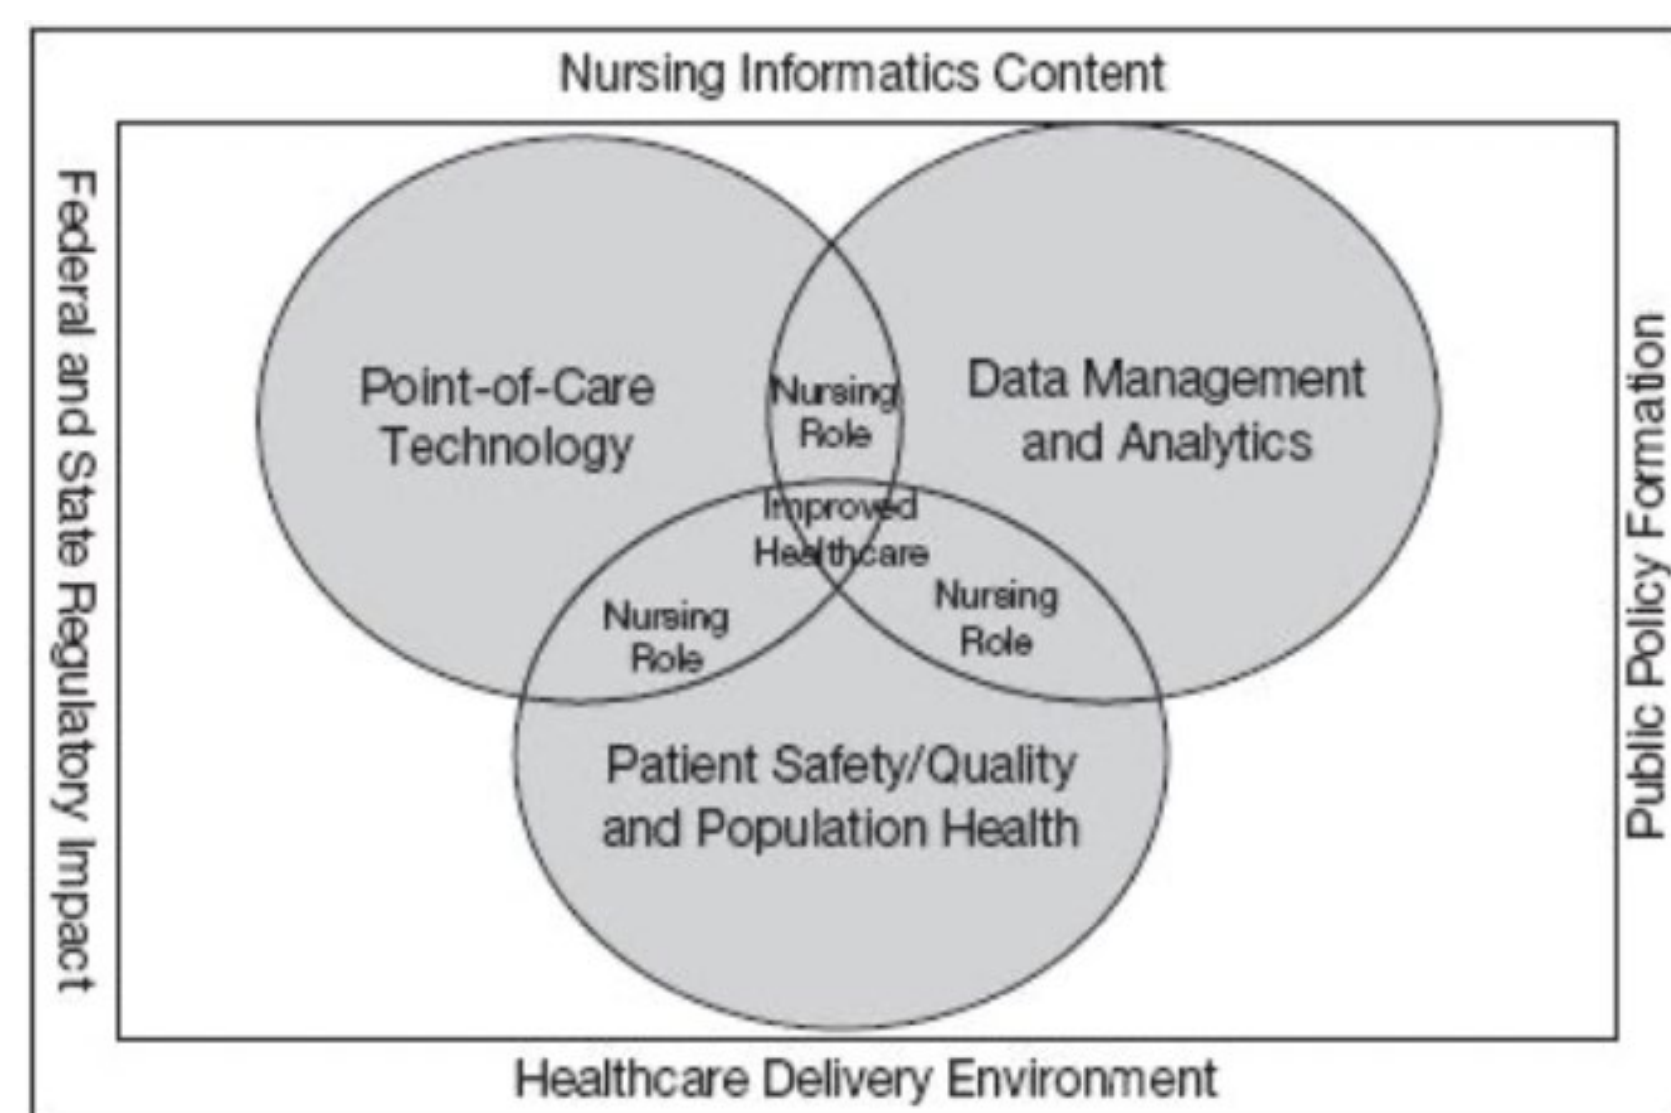 Nursing Informatics Content
Federal and State Regulatory Impact
Point-of-Care
Technology
Nursing
Role
Data Management
and Analytics
Improved
Healthcare
Nursing
Role
Nursing
Role
Patient Safety/Quality
and Population Health
Public Policy Formation
Healthcare Delivery Environment